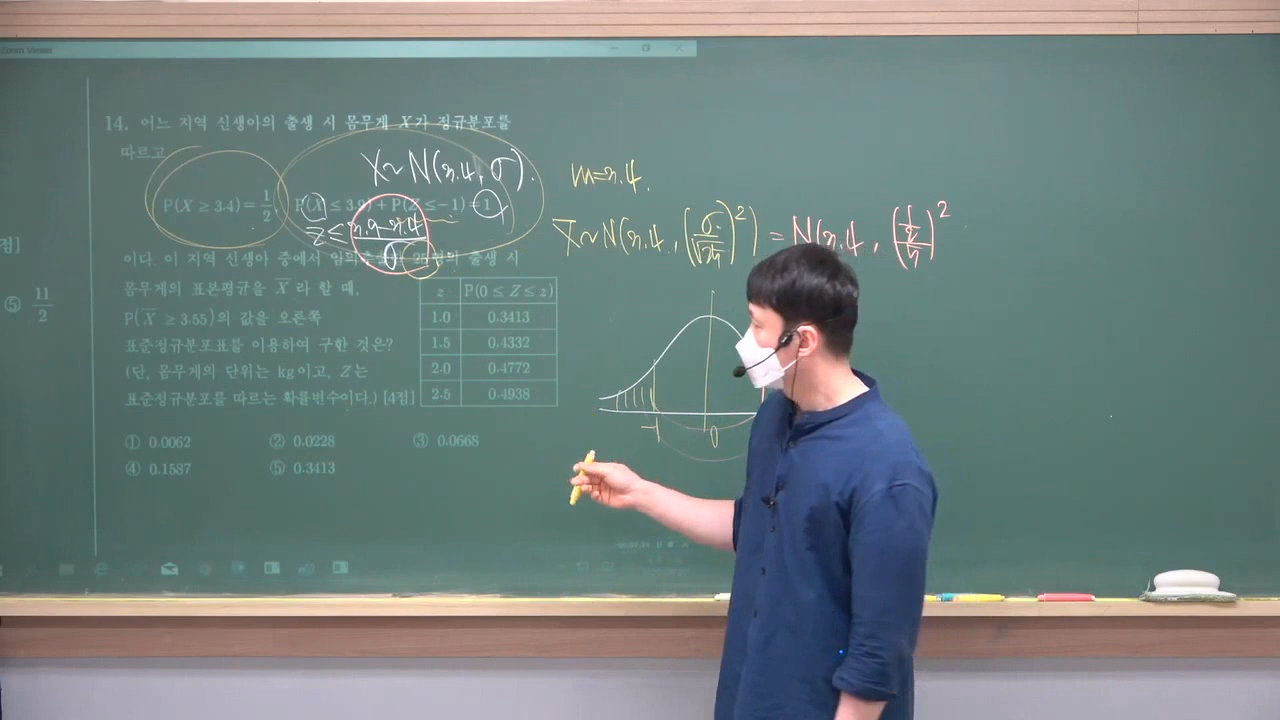 점]
⑤ 11/2
14. 어느 지역 신생아의 출생 시 몸무게 X가 정규분포를
따르고
X~N(3.4, σ).
P(X ≥ 3.4) = 1/2, P(X ≤ 3.9) + P(Z ≤ -1) = 1
Z ≤ (3.9-3.4)/σ
이다. 이 지역 신생아 중에서 25명의 출생 시
몸무게의 표본평균을 X̄ 라 할 때,
P(X̄ ≥ 3.55)의 값을 오른쪽
표준정규분포표를 이용하여 구한 것은?
(단, 몸무게의 단위는 kg이고, Z는
표준정규분포를 따르는 확률변수이다.) [4점]
z P(0 ≤ Z ≤ z)
1.0 0.3413
1.5 0.4332
2.0 0.4772
2.5 0.4938
① 0.0062 ② 0.0228 ③ 0.0668
④ 0.1587 ⑤ 0.3413
m=3.4.
X̄~N(3.4, (σ/√25)²) = N(3.4,
-1 0